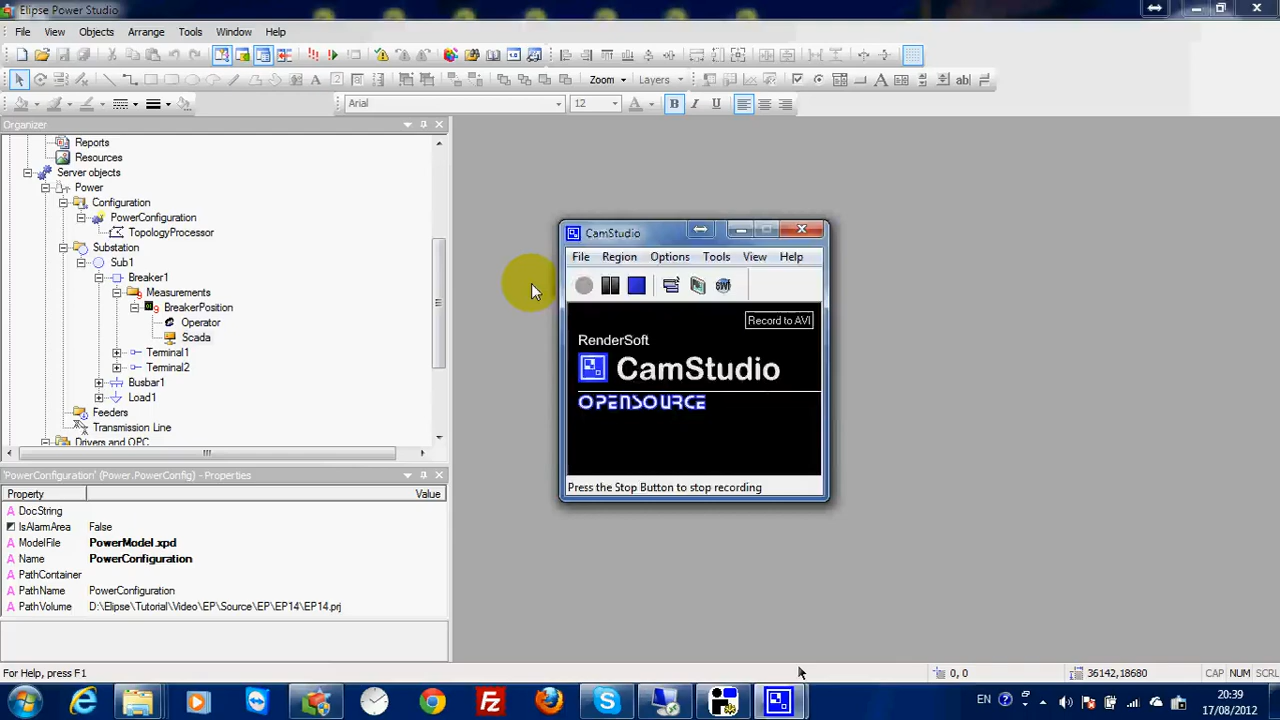 Elipse Power Studio
File View Objects Arrange Tools Window Help
Zoom Layers
Arial 12 A B I U
Organizer
Reports
Resources
Server objects
Power
Configuration
PowerConfiguration
TopologyProcessor
Substation
Sub1
Breaker1
Measurements
BreakerPosition
Operator
Scada
Terminal1
Terminal2
Busbar1
Load1
Feeders
Transmission Line
Drivers and OPC
CamStudio
File Region Options Tools View Help
Record to AVI
RenderSoft
CamStudio
OPENSOURCE
Press the Stop Button to stop recording
'PowerConfiguration' (Power.PowerConfig) - Properties
Property Value
DocString
IsAlarmArea False
ModelFile PowerModel.xpd
Name PowerConfiguration
PathContainer
PathName PowerConfiguration
PathVolume D:\Elipse\Tutorial\Video\EP\Source\EP\EP14\EP14.prj
For Help, press F1
0, 0
36142,18680
CAP NUM SCRL
EN
20:39
17/08/2012